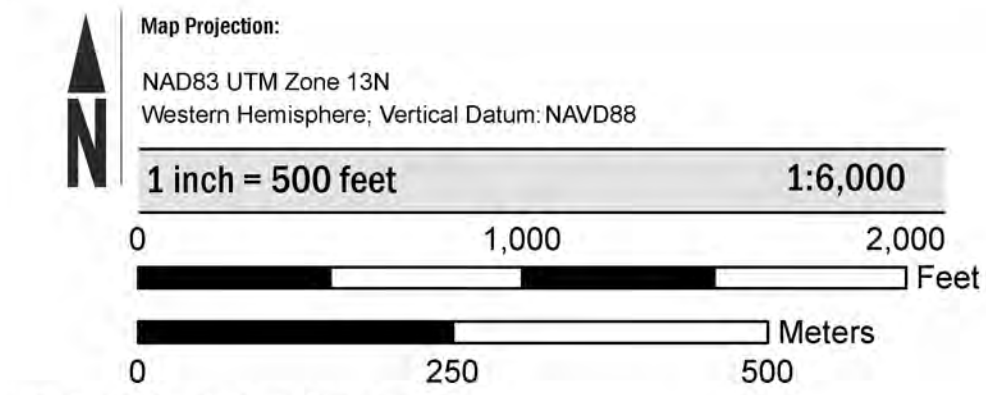 Map Projection:
NAD83 UTM Zone 13N
Western Hemisphere; Vertical Datum: NAVD88
N
1 inch = 500 feet 1:6,000
0 1,000 2,000
Feet
Meters
0 250 500